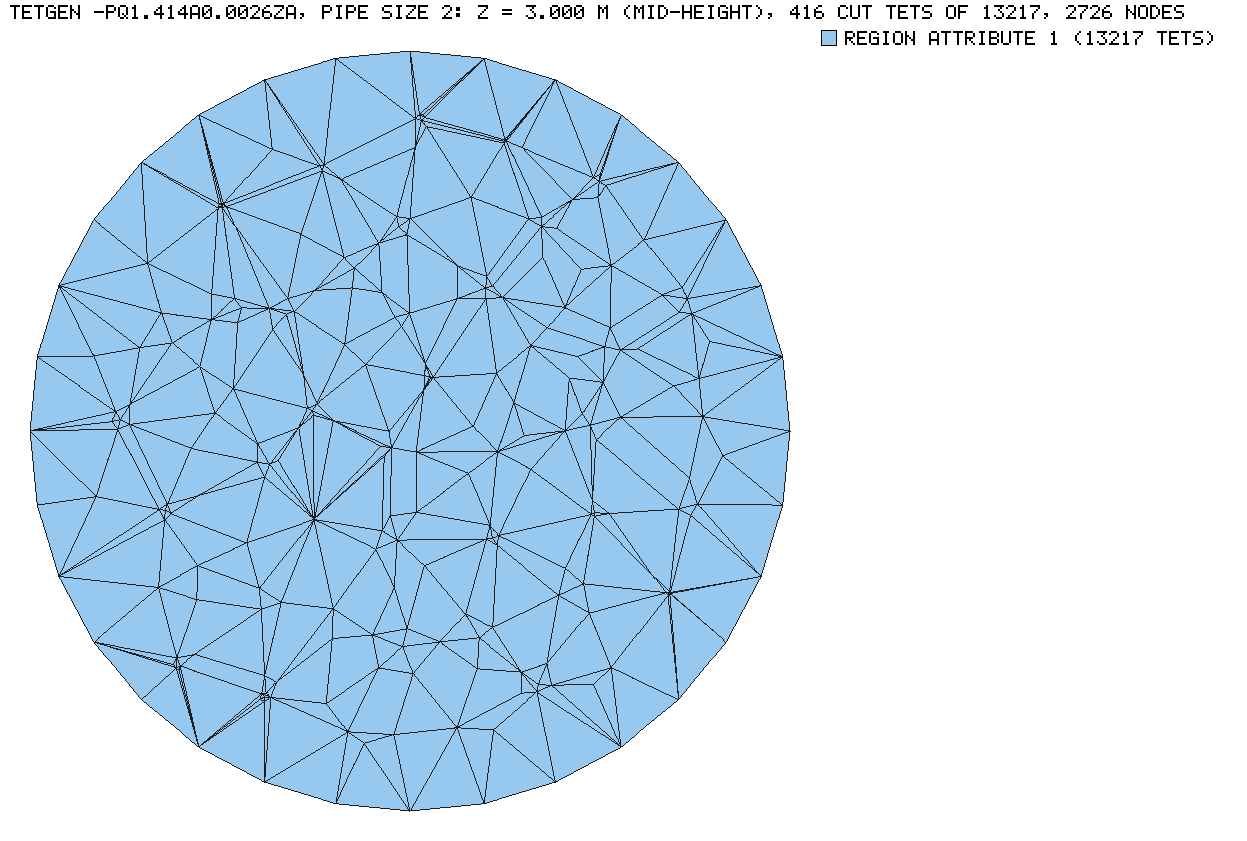 TETGEN -PQ1.414A0.0026ZA, PIPE SIZE 2: Z = 3.000 M (MID-HEIGHT), 416 CUT TETS OF 13217, 2726 NODES
REGION ATTRIBUTE 1 (13217 TETS)